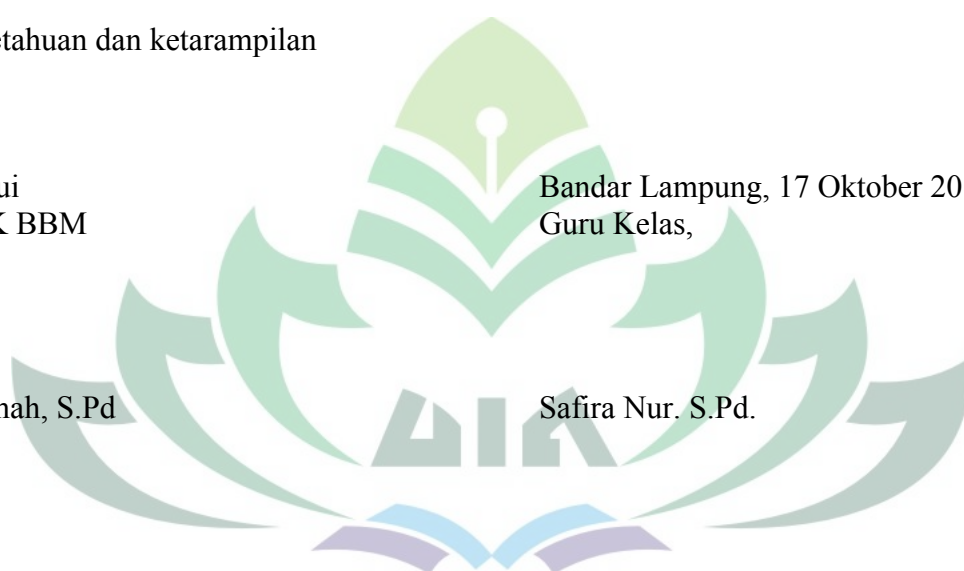 etahuan dan ketarampilan
ui
Bandar Lampung, 17 Oktober 20
K BBM
Guru Kelas,
nah, S.Pd
Safira Nur. S.Pd.